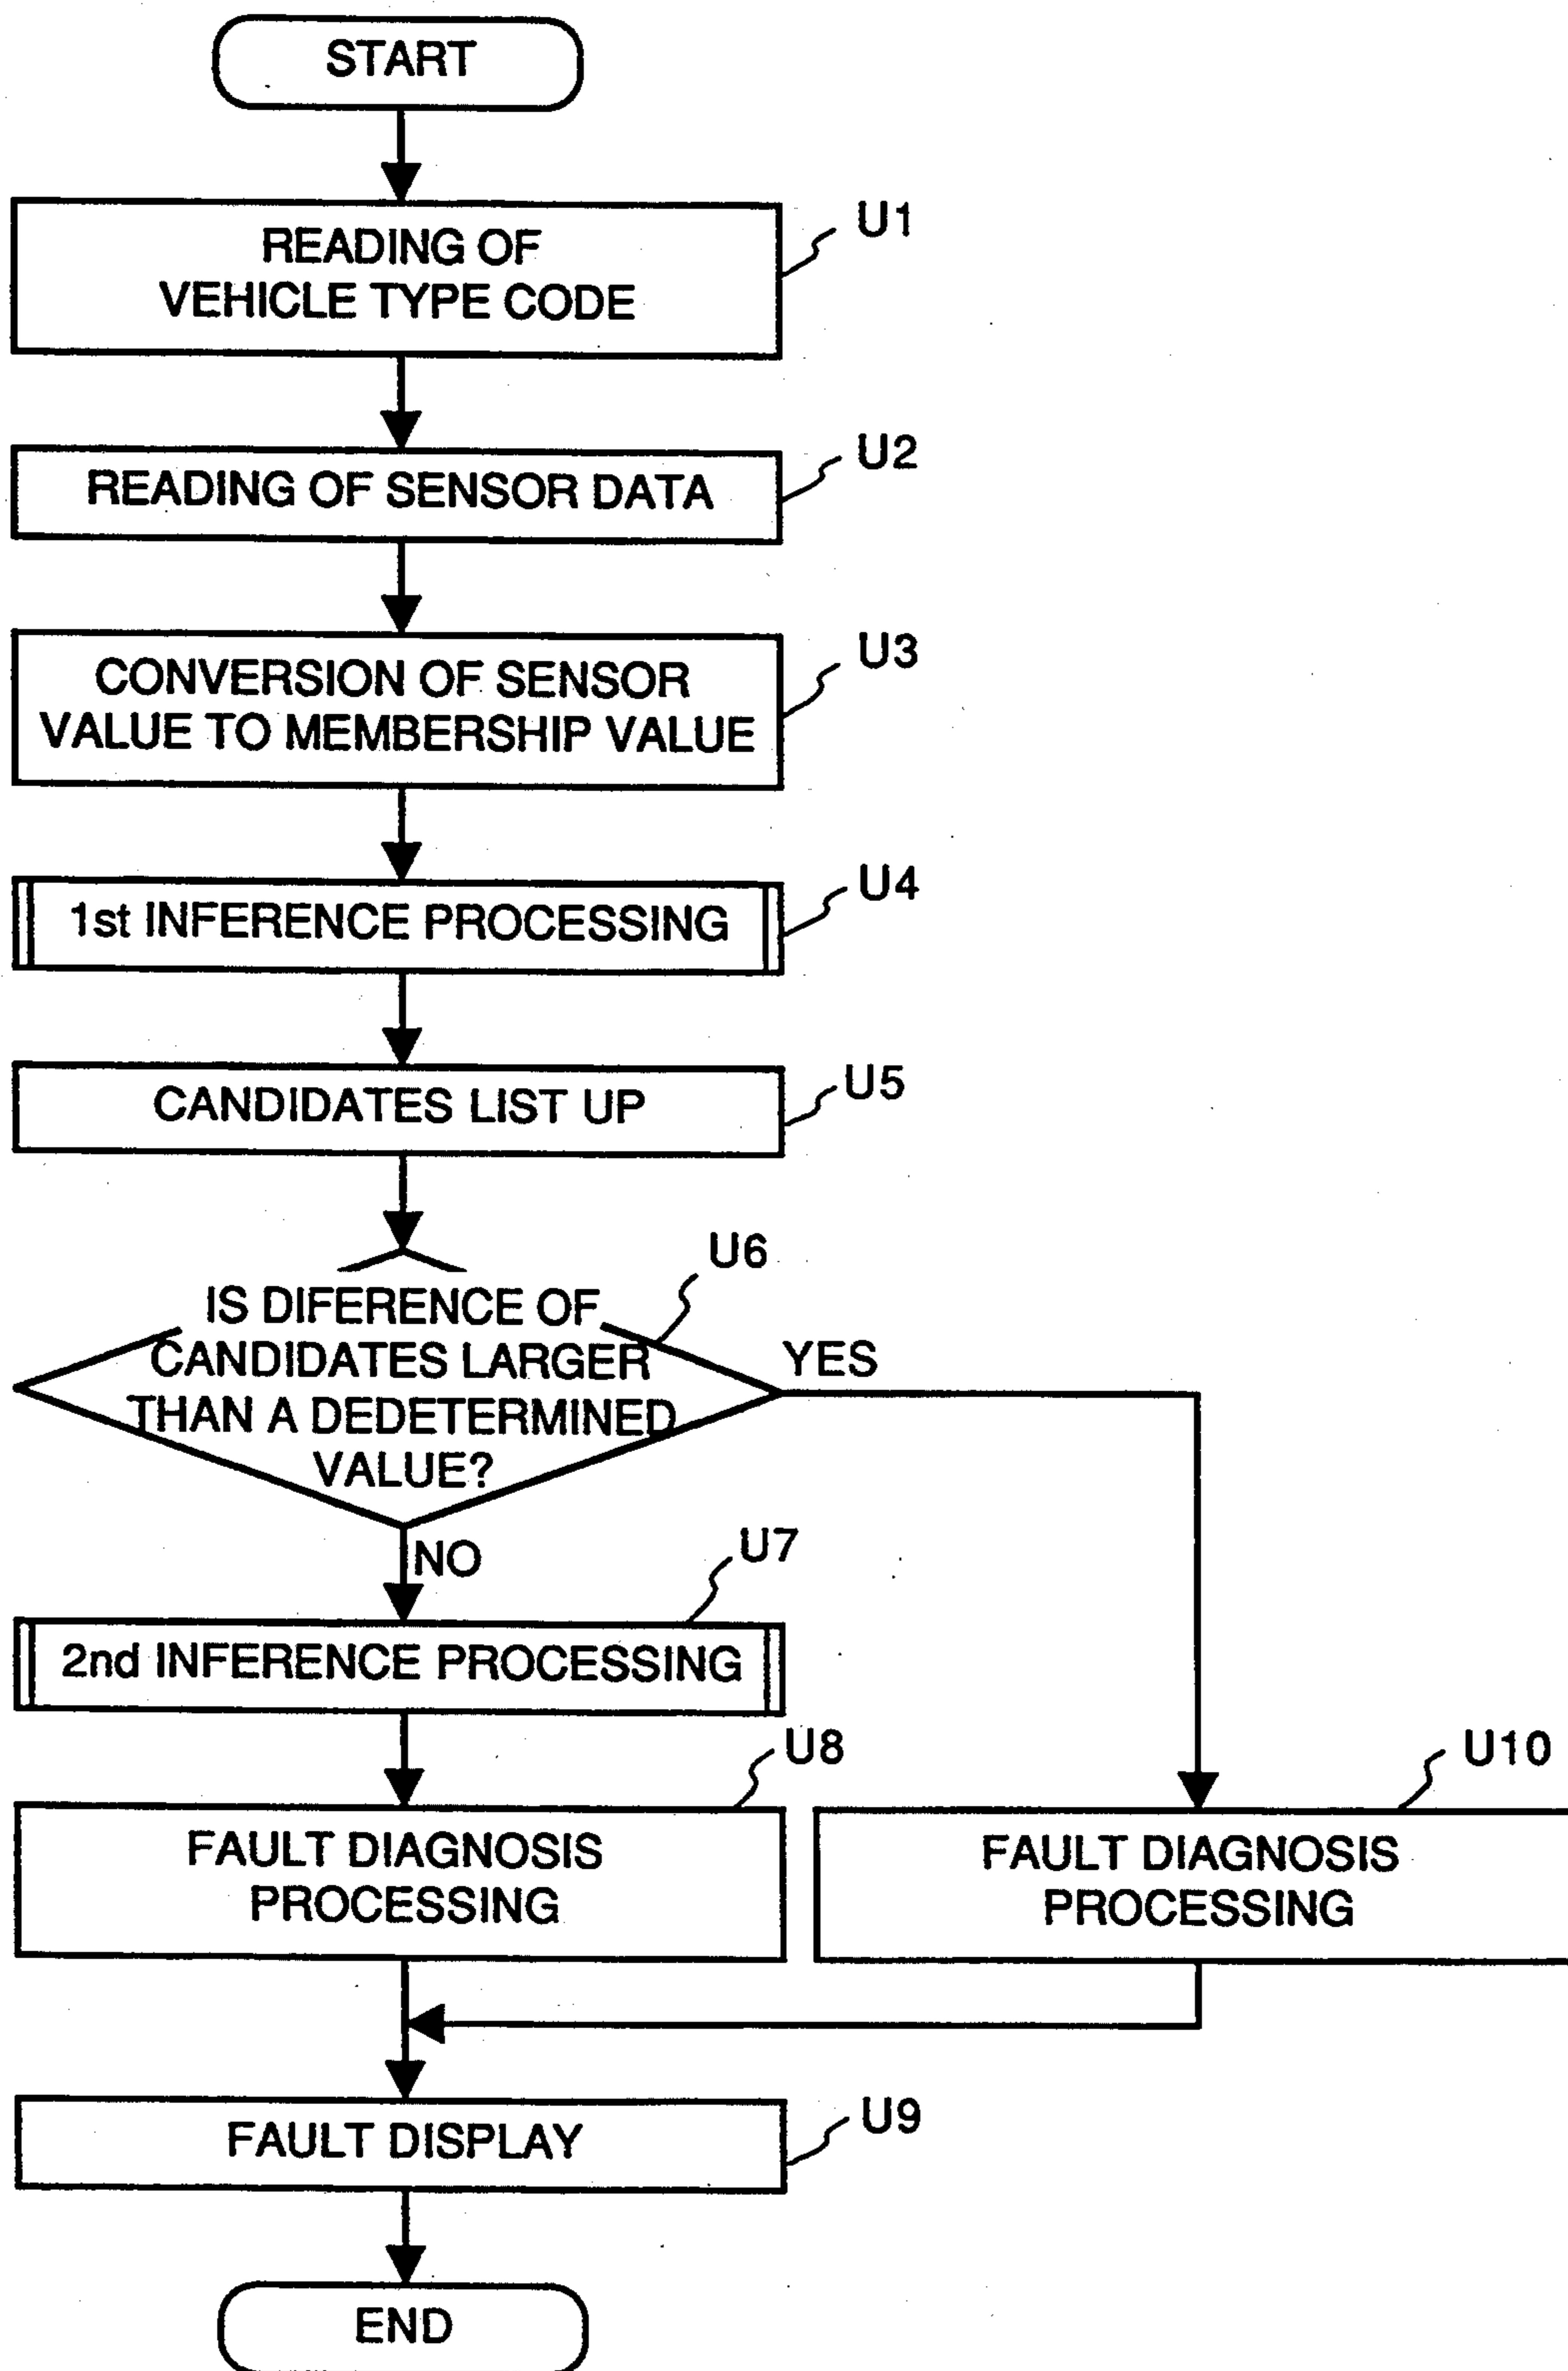 START
U1
READING OF
VEHICLE TYPE CODE
U2
READING OF SENSOR DATA
U3
CONVERSION OF SENSOR
VALUE TO MEMBERSHIP VALUE
U4
1st INFERENCE PROCESSING
U5
CANDIDATES LIST UP
U6
IS DIFERENCE OF
CANDIDATES LARGER
THAN A DEDETERMINED
VALUE?
YES
NO
U7
2nd INFERENCE PROCESSING
U8
FAULT DIAGNOSIS
PROCESSING
U10
FAULT DIAGNOSIS
PROCESSING
U9
FAULT DISPLAY
END